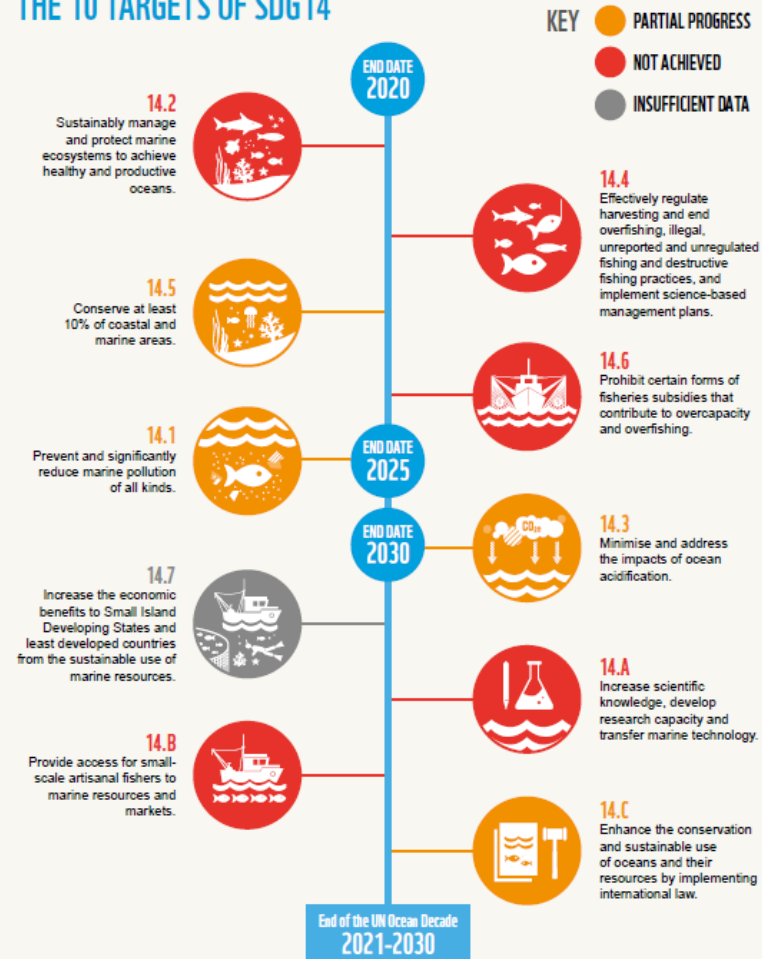 THE 10 TARGETS OF SDG14
KEY
PARTIAL PROGRESS
NOT ACHIEVED
INSUFFICIENT DATA
END DATE
2020
14.2
Sustainably manage
and protect marine
ecosystems to achieve
healthy and productive
oceans.
14.4
Effectively regulate
harvesting and end
overfishing, illegal,
unreported and unregulated
fishing and destructive
fishing practices, and
implement science-based
management plans.
14.5
Conserve at least
10% of coastal and
marine areas.
14.6
Prohibit certain forms of
fisheries subsidies that
contribute to overcapacity
and overfishing.
14.1
Prevent and significantly
reduce marine pollution
of all kinds.
END DATE
2025
END DATE
2030
14.3
Minimise and address
the impacts of ocean
acidification.
14.7
Increase the economic
benefits to Small Island
Developing States and
least developed countries
from the sustainable use of
marine resources.
14.A
Increase scientific
knowledge, develop
research capacity and
transfer marine technology.
14.B
Provide access for small-
scale artisanal fishers to
marine resources and
markets.
14.C
Enhance the conservation
and sustainable use
of oceans and their
resources by implementing
international law.
End of the UN Ocean Decade
2021-2030